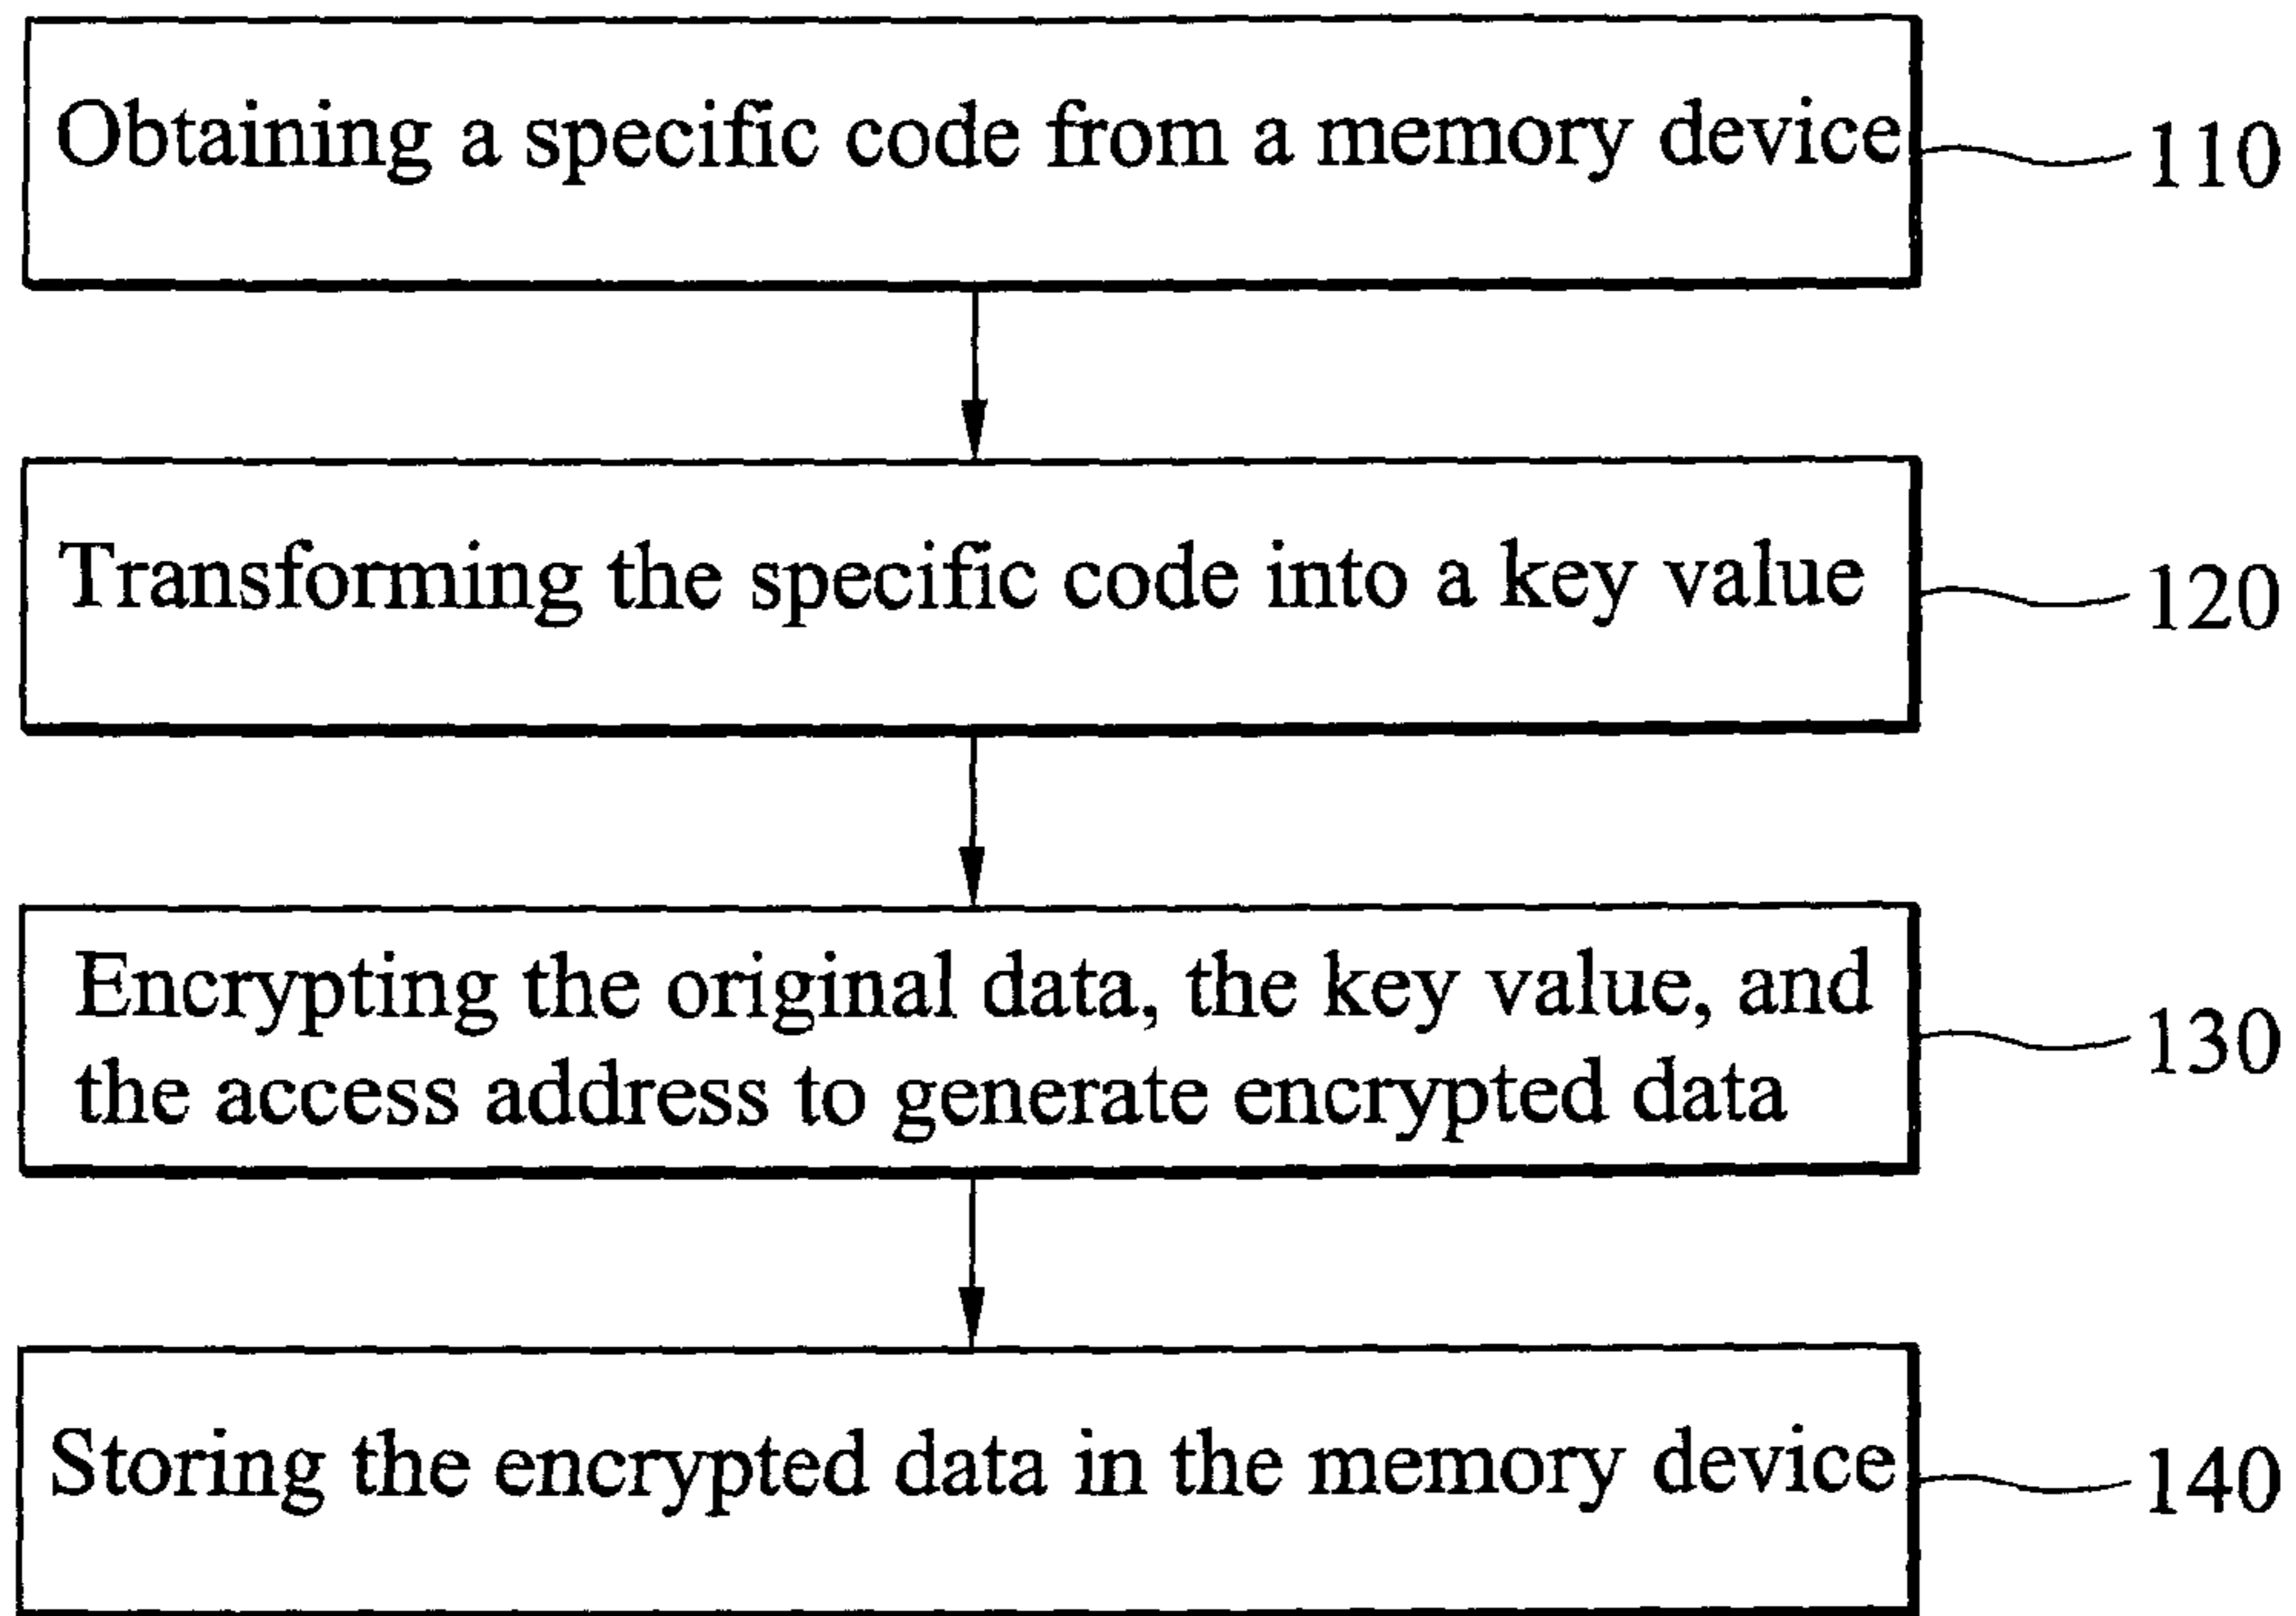 Obtaining a specific code from a memory device
110
Transforming the specific code into a key value
120
Encrypting the original data, the key value, and
the access address to generate encrypted data
130
Storing the encrypted data in the memory device
140